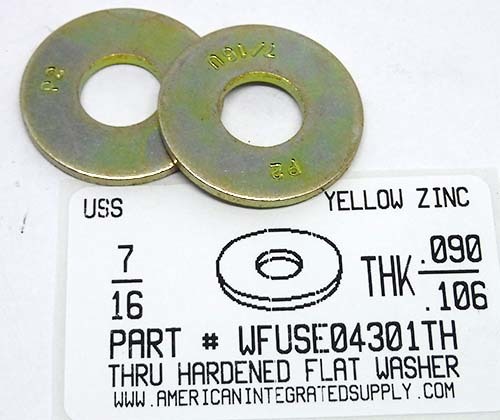 P2
7/16U
P2
USS
YELLOW ZINC
7
16
THK .090
.106
PART # WFUSE04301TH
THRU HARDENED FLAT WASHER
WWW.AMERICANINTEGRATEDSUPPLY.COM